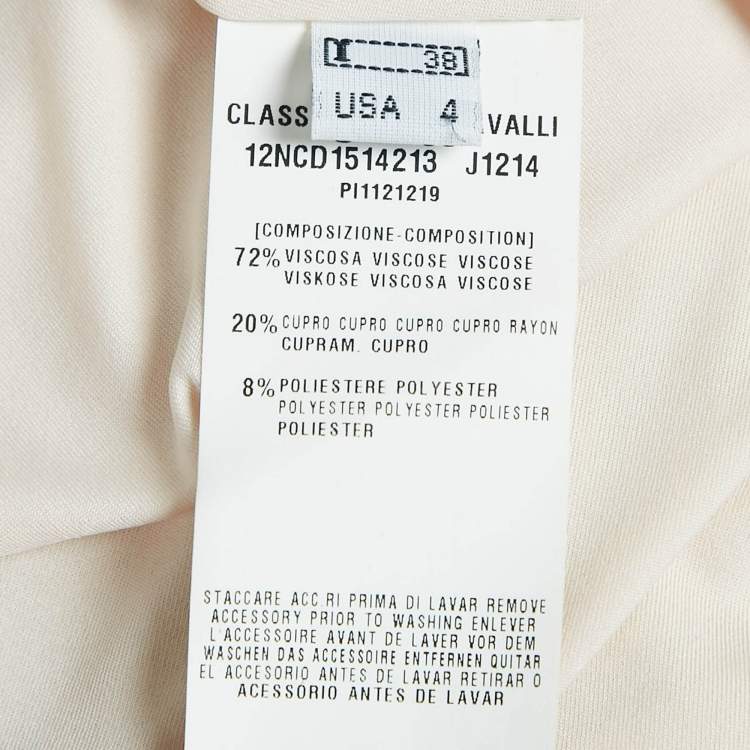 38
USA 4
CLASS VALLI
12NCD1514213 J1214
PI1121219
[COMPOSIZIONE-COMPOSITION]
72% VISCOSA VISCOSE VISCOSE
VISKOSE VISCOSA VISCOSE
20% CUPRO CUPRO CUPRO CUPRO RAYON
CUPRAM. CUPRO
8% POLIESTERE POLYESTER
POLYESTER POLYESTER POLIESTER
POLIESTER
STACCARE ACC.RI PRIMA DI LAVAR REMOVE
ACCESSORY PRIOR TO WASHING ENLEVER
L'ACCESSOIRE AVANT DE LAVER VOR DEM
WASCHEN DAS ACCESSOIRE ENTFERNEN QUITAR
EL ACCESORIO ANTES DE LAVAR RETIRAR O
ACESSORIO ANTES DE LAVAR